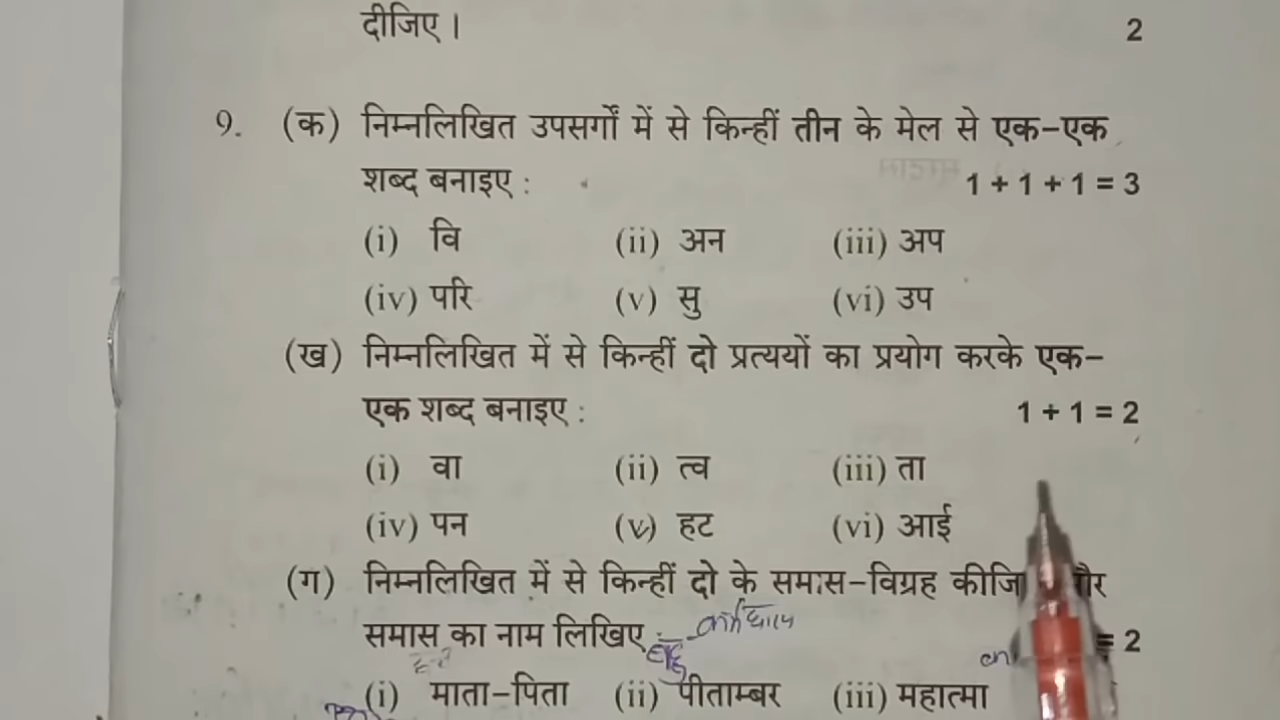 दीजिए । 2
9. (क) निम्नलिखित उपसर्गों में से किन्हीं तीन के मेल से एक-एक
शब्द बनाइए : 1 + 1 + 1 = 3
(i) वि (ii) अन (iii) अप
(iv) परि (v) सु (vi) उप
(ख) निम्नलिखित में से किन्हीं दो प्रत्ययों का प्रयोग करके एक-
एक शब्द बनाइए : 1 + 1 = 2
(i) वा (ii) त्व (iii) ता
(iv) पन (v) हट (vi) आई
(ग) निम्नलिखित में से किन्हीं दो के समास-विग्रह
समास का नाम लिखिए : = 2
(i) माता-पिता (ii) पीताम्बर (iii) महात्मा